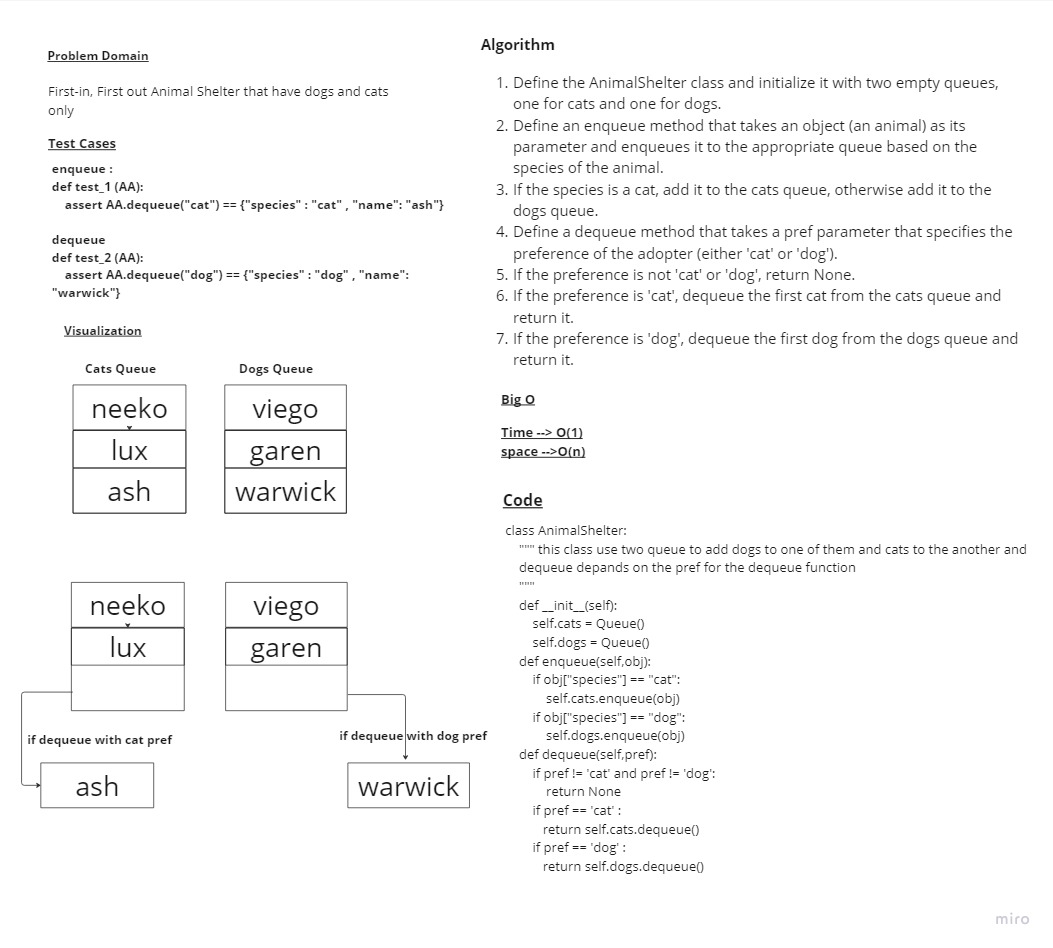 Problem Domain
First-in, First out Animal Shelter that have dogs and cats
only
Test Cases
enqueue :
def test_1 (AA):
assert AA.dequeue("cat") == {"species" : "cat" , "name": "ash"}
dequeue
def test_2 (AA):
assert AA.dequeue("dog") == {"species" : "dog" , "name":
"warwick"}
Visualization
Cats Queue
Dogs Queue
neeko
lux
ash
viego
garen
warwick
neeko
lux
viego
garen
if dequeue with cat pref
if dequeue with dog pref
ash
warwick
Algorithm
1. Define the AnimalShelter class and initialize it with two empty queues,
one for cats and one for dogs.
2. Define an enqueue method that takes an object (an animal) as its
parameter and enqueues it to the appropriate queue based on the
species of the animal.
3. If the species is a cat, add it to the cats queue, otherwise add it to the
dogs queue.
4. Define a dequeue method that takes a pref parameter that specifies the
preference of the adopter (either 'cat' or 'dog').
5. If the preference is not 'cat' or 'dog', return None.
6. If the preference is 'cat', dequeue the first cat from the cats queue and
return it.
7. If the preference is 'dog', dequeue the first dog from the dogs queue and
return it.
Big O
Time --> O(1)
space -->O(n)
Code
class AnimalShelter:
""" this class use two queue to add dogs to one of them and cats to the another and
dequeue depands on the pref for the dequeue function
"""
def __init__(self):
self.cats = Queue()
self.dogs = Queue()
def enqueue(self,obj):
if obj["species"] == "cat":
self.cats.enqueue(obj)
if obj["species"] == "dog":
self.dogs.enqueue(obj)
def dequeue(self,pref):
if pref != 'cat' and pref != 'dog':
return None
if pref == 'cat' :
return self.cats.dequeue()
if pref == 'dog' :
return self.dogs.dequeue()
miro